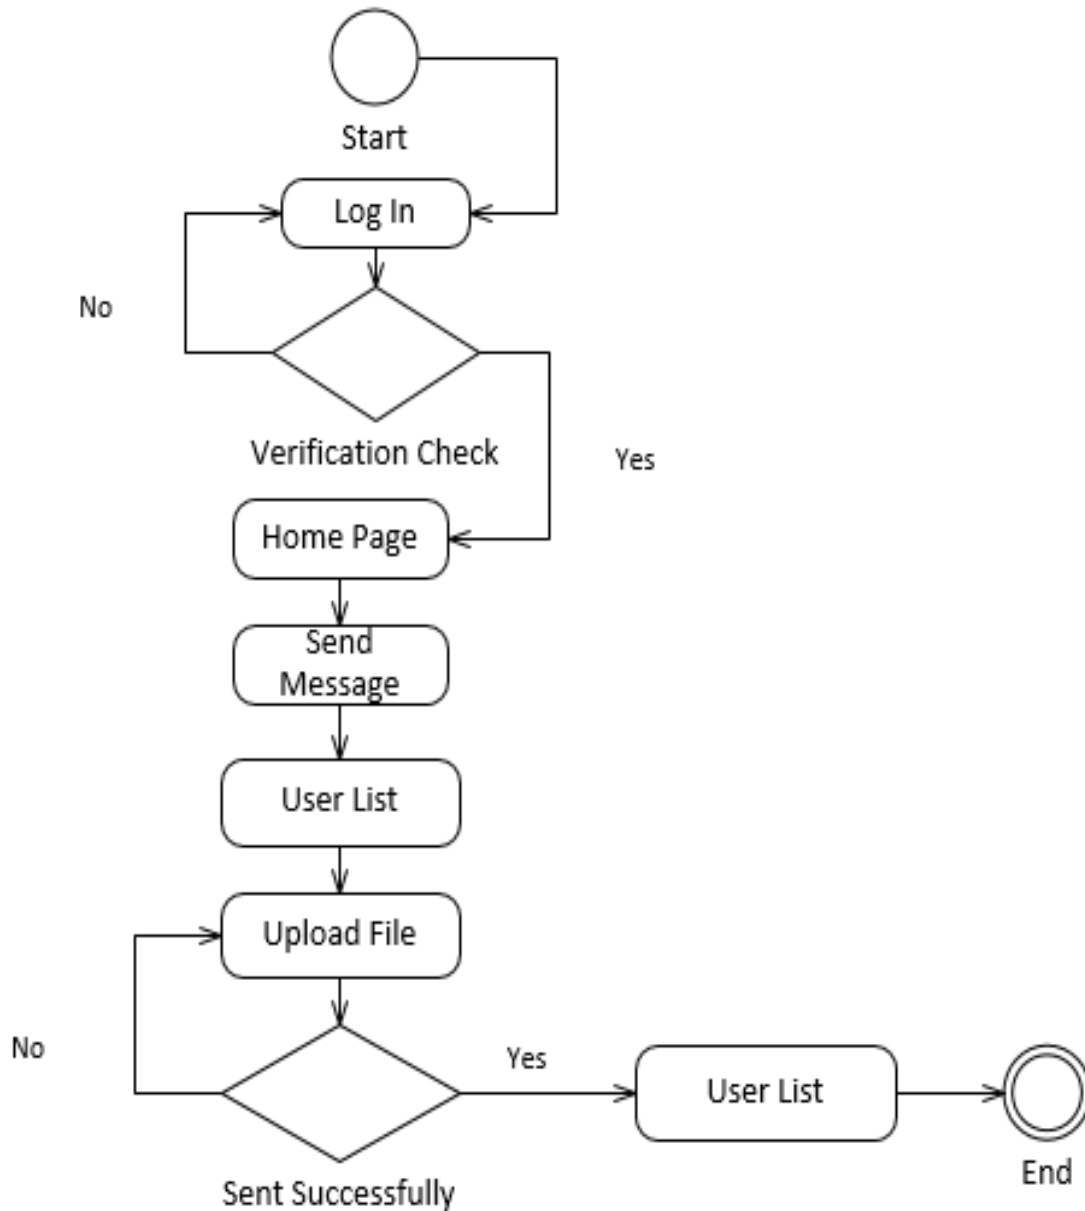 Start
Log In
No
Verification Check
Yes
Home Page
Send
Message
User List
Upload File
No
Yes
User List
Sent Successfully
End